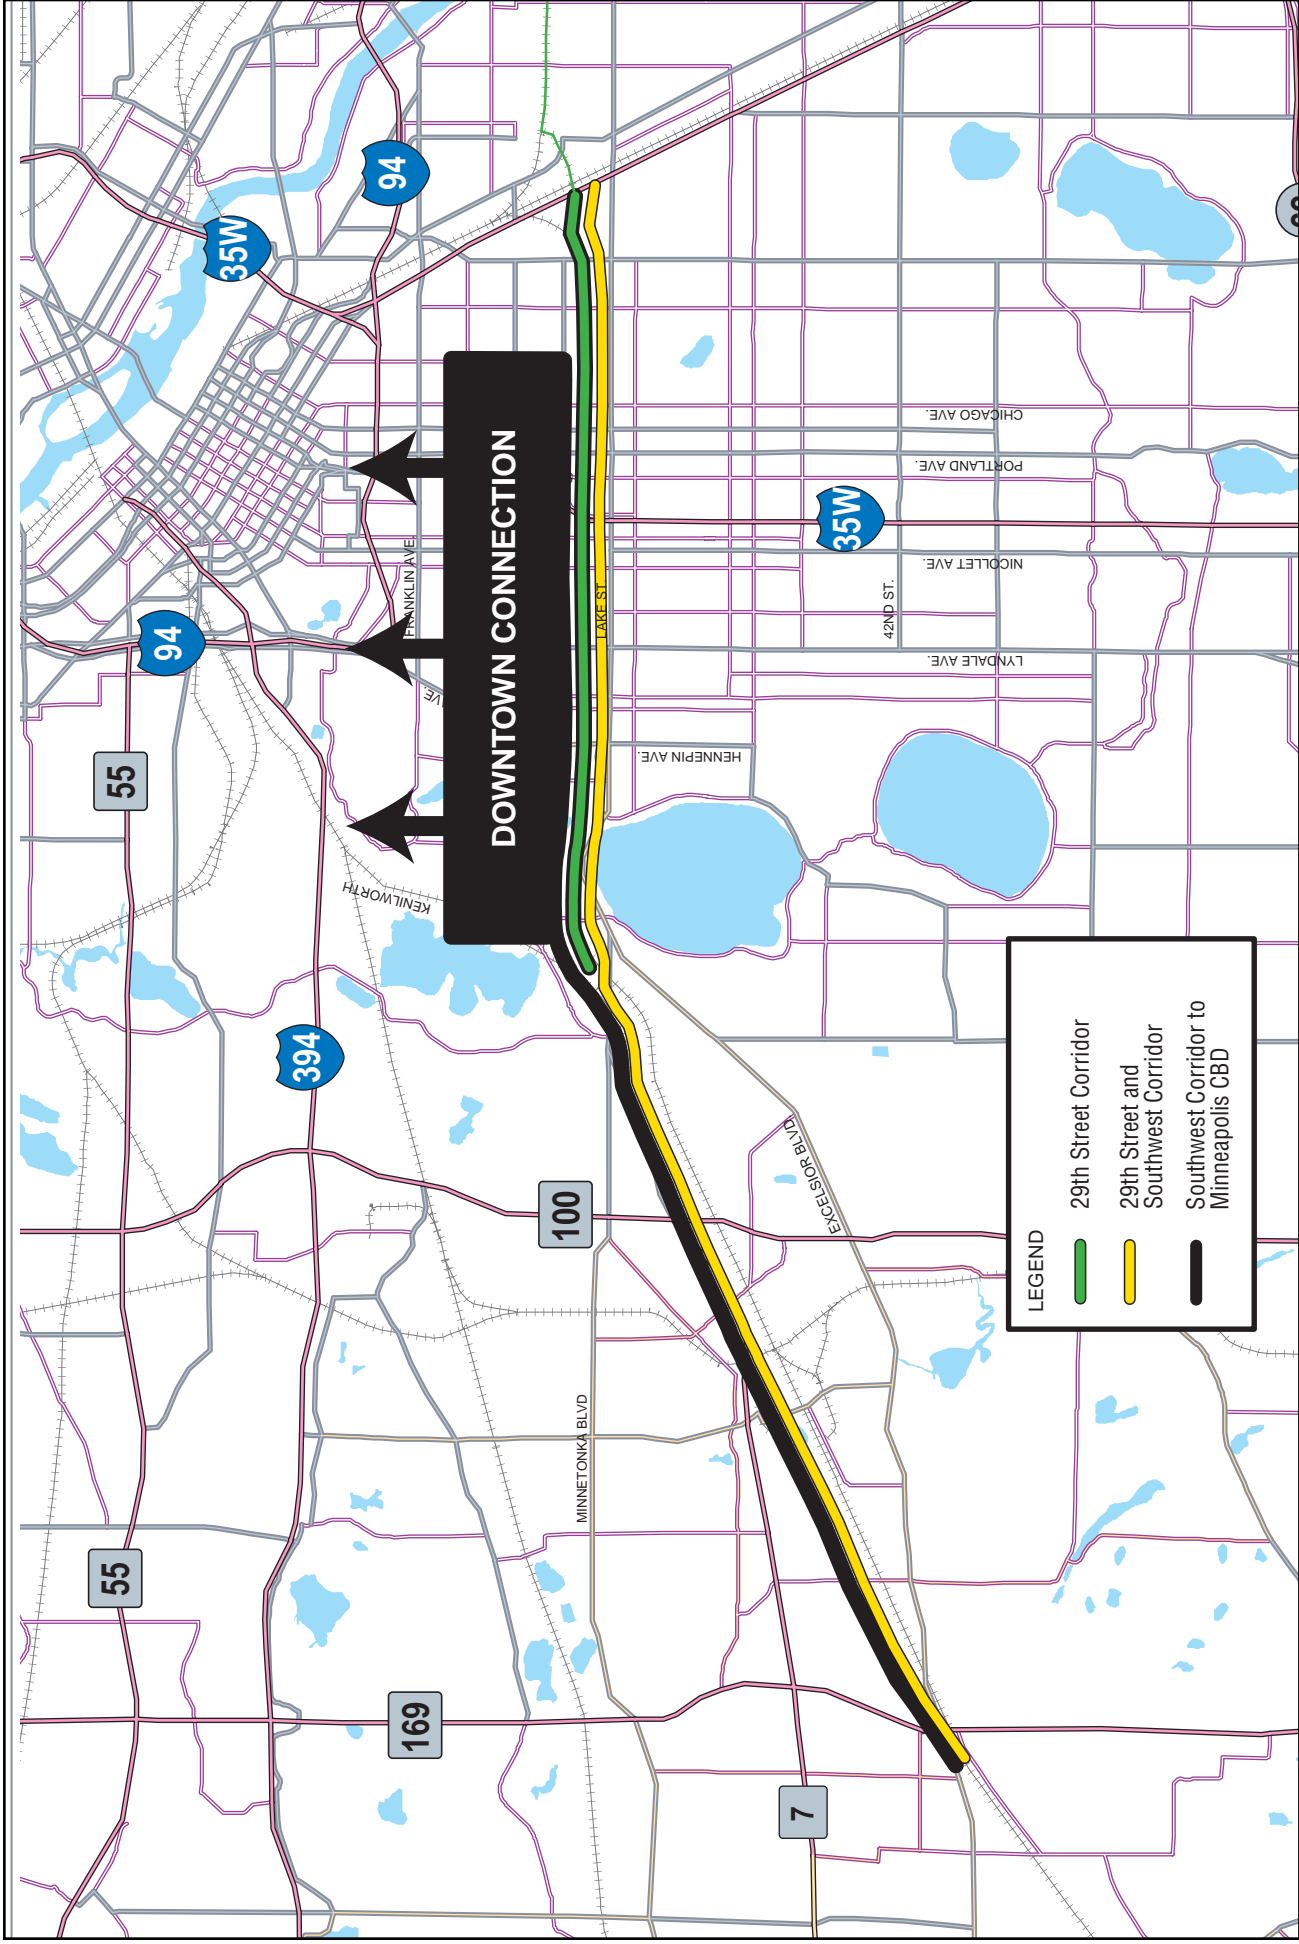 55
55
94
35W
94
394
169
100
7
35W
FRANKLIN AVE.
AVE.
KENILWORTH
DOWNTOWN CONNECTION
LAKE ST.
HENNEPIN AVE.
LYNDALE AVE.
NICOLLET AVE.
PORTLAND AVE.
CHICAGO AVE.
42ND ST.
MINNETONKA BLVD
EXCELSIOR BLVD
LEGEND
29th Street Corridor
29th Street and
Southwest Corridor
Southwest Corridor to
Minneapolis CBD